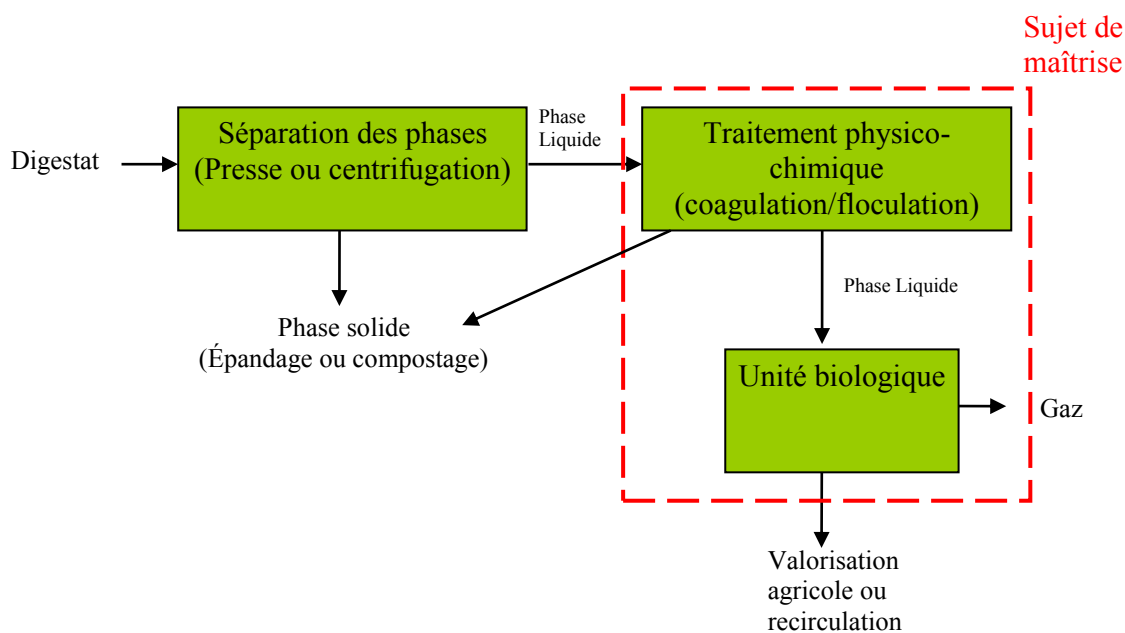 Sujet de
maîtrise
Digestat
Séparation des phases
(Presse ou centrifugation)
Phase
Liquide
Traitement physico-
chimique
(coagulation/floculation)
Phase solide
(Épandage ou compostage)
Phase Liquide
Unité biologique
Gaz
Valorisation
agricole ou
recirculation